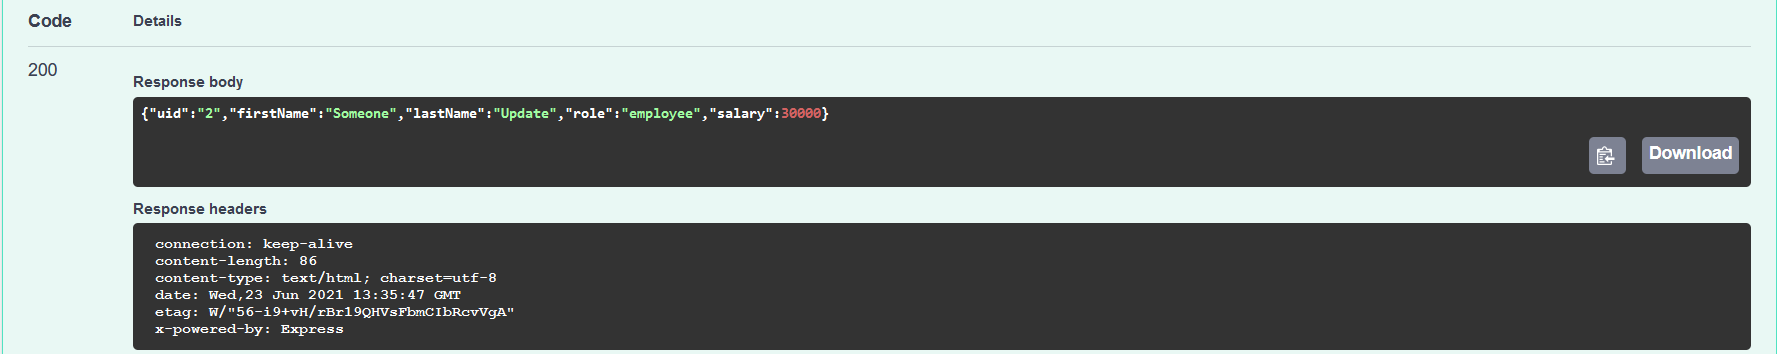 Code Details
200
Response body
{"uid":"2","firstName":"Someone","lastName":"Update","role":"employee","salary":30000}
Download
Response headers
connection: keep-alive
content-length: 86
content-type: text/html; charset=utf-8
date: Wed,23 Jun 2021 13:35:47 GMT
etag: W/"56-i9+vH/rBr19QHVsFbmCIbRcvVgA"
x-powered-by: Express